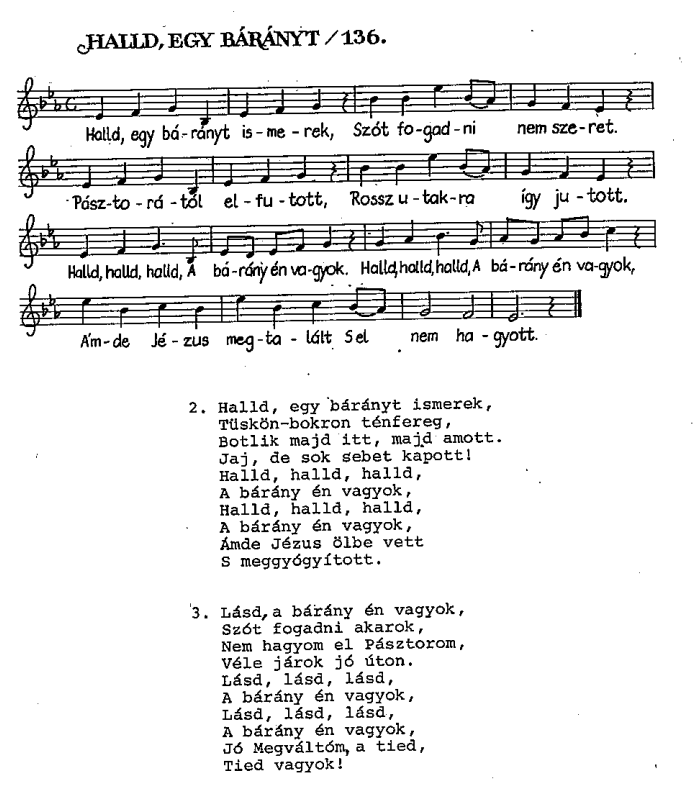 HALLD, EGY BÁRÁNYT / 136.
Halld, egy bá-rányt is-me-rek, Szót fo-gad-ni nem sze-ret.
Pász-to-rá-tól el-fu-tott, Rossz u-tak-ra így ju-tott.
Halld, halld, halld, A bá-rány én va-gyok. Halld, halld, halld, A bá-rány én va-gyok,
Ám-de Jé-zus meg-ta-lált S el nem ha-gyott.
2. Halld, egy bárányt ismerek,
Tüskön-bokron ténfereg,
Botlik majd itt, majd amott.
Jaj, de sok sebet kapott!
Halld, halld, halld,
A bárány én vagyok,
Halld, halld, halld,
A bárány én vagyok,
Ámde Jézus ölbe vett
S meggyógyított.
3. Lásd, a bárány én vagyok,
Szót fogadni akarok,
Nem hagyom el Pásztorom,
Véle járok jó úton.
Lásd, lásd, lásd,
A bárány én vagyok,
Lásd, lásd, lásd,
A bárány én vagyok,
Jó Megváltóm, a tied,
Tied vagyok!